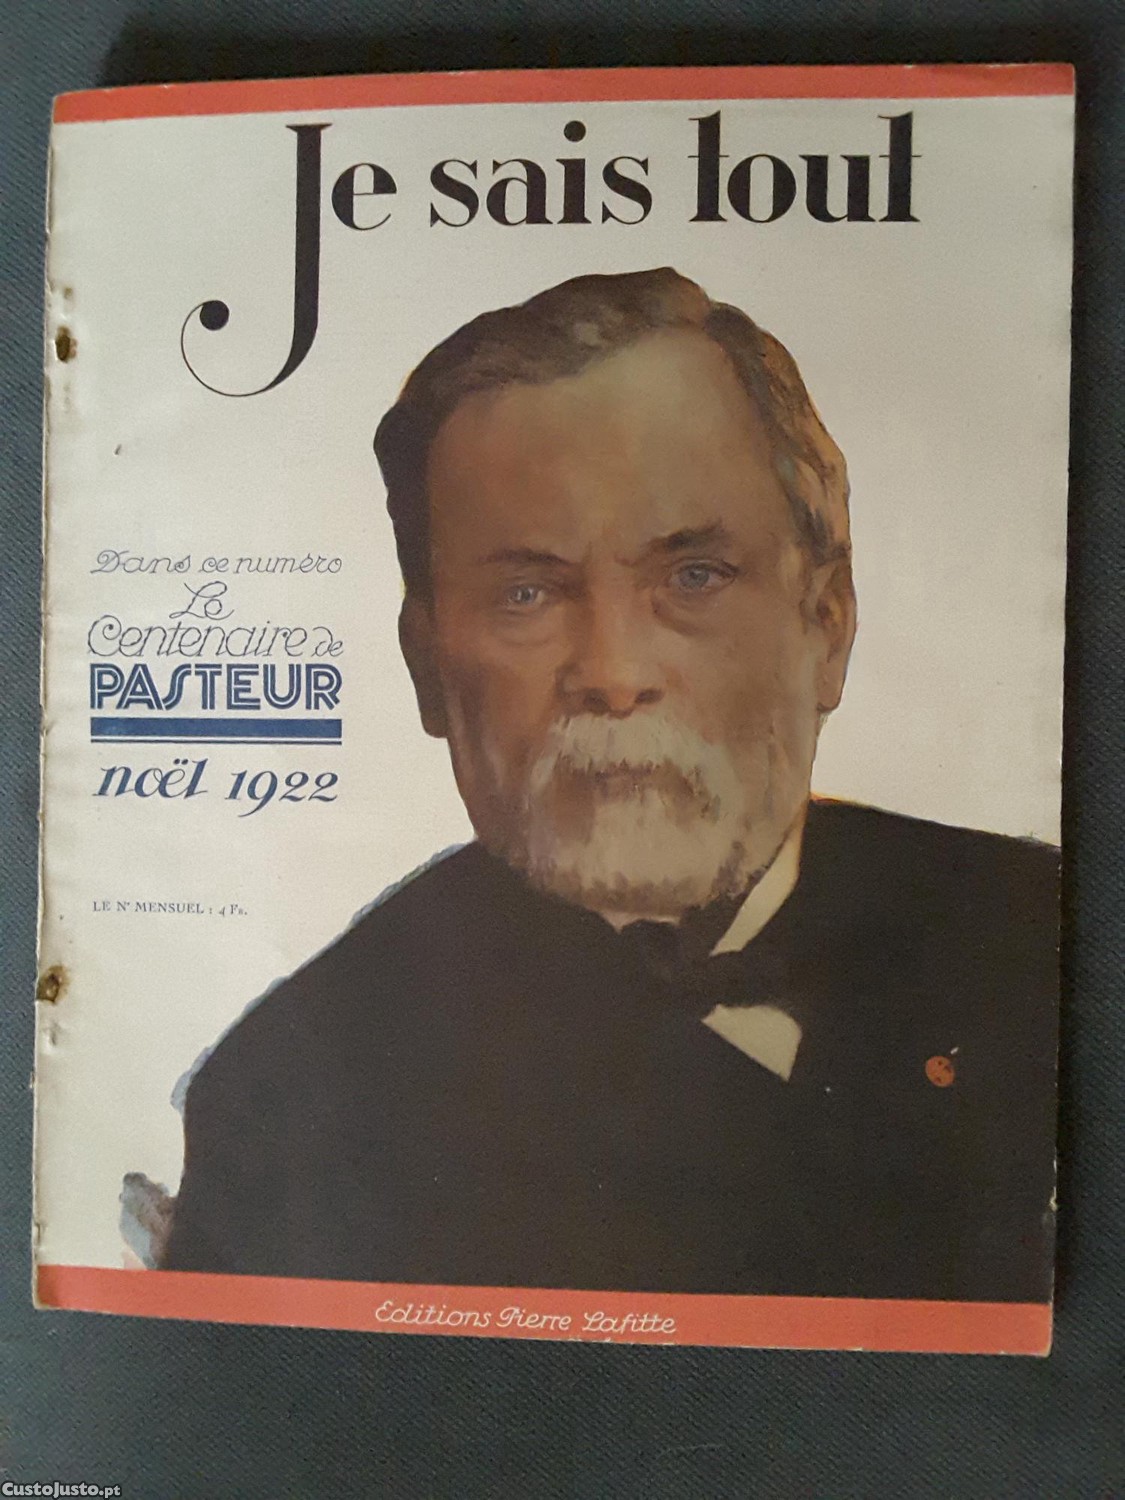 Je sais tout
Dans ce numéro
Le
Centenaire de
PASTEUR
noël 1922
LE Nº MENSUEL : 4 Fr.
Editions Pierre Lafitte
CustoJusto.pt